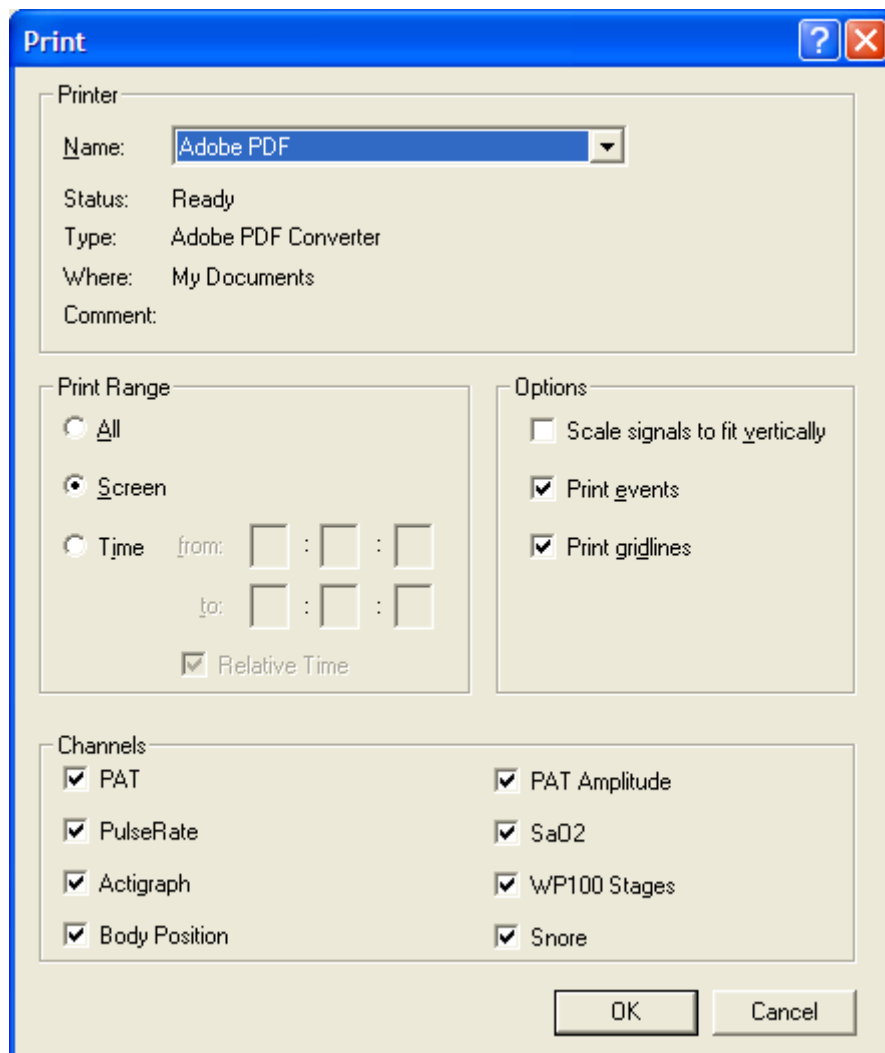 Print
Printer
Name: Adobe PDF
Status: Ready
Type: Adobe PDF Converter
Where: My Documents
Comment:
Print Range
All
Screen
Time from: : :
to: : :
Relative Time
Options
Scale signals to fit vertically
Print events
Print gridlines
Channels
PAT
PulseRate
Actigraph
Body Position
PAT Amplitude
SaO2
WP100 Stages
Snore
OK
Cancel